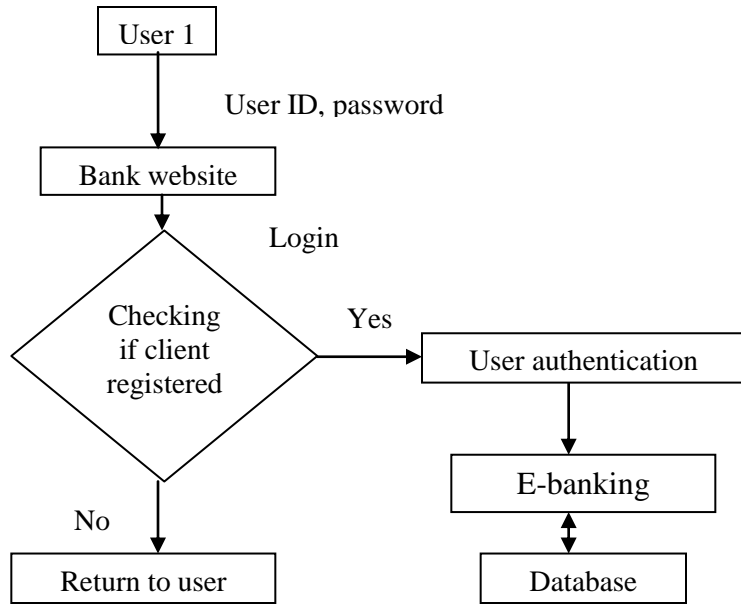 User 1
User ID, password
Bank website
Login
Checking
if client
registered
Yes
User authentication
E-banking
No
Return to user
Database